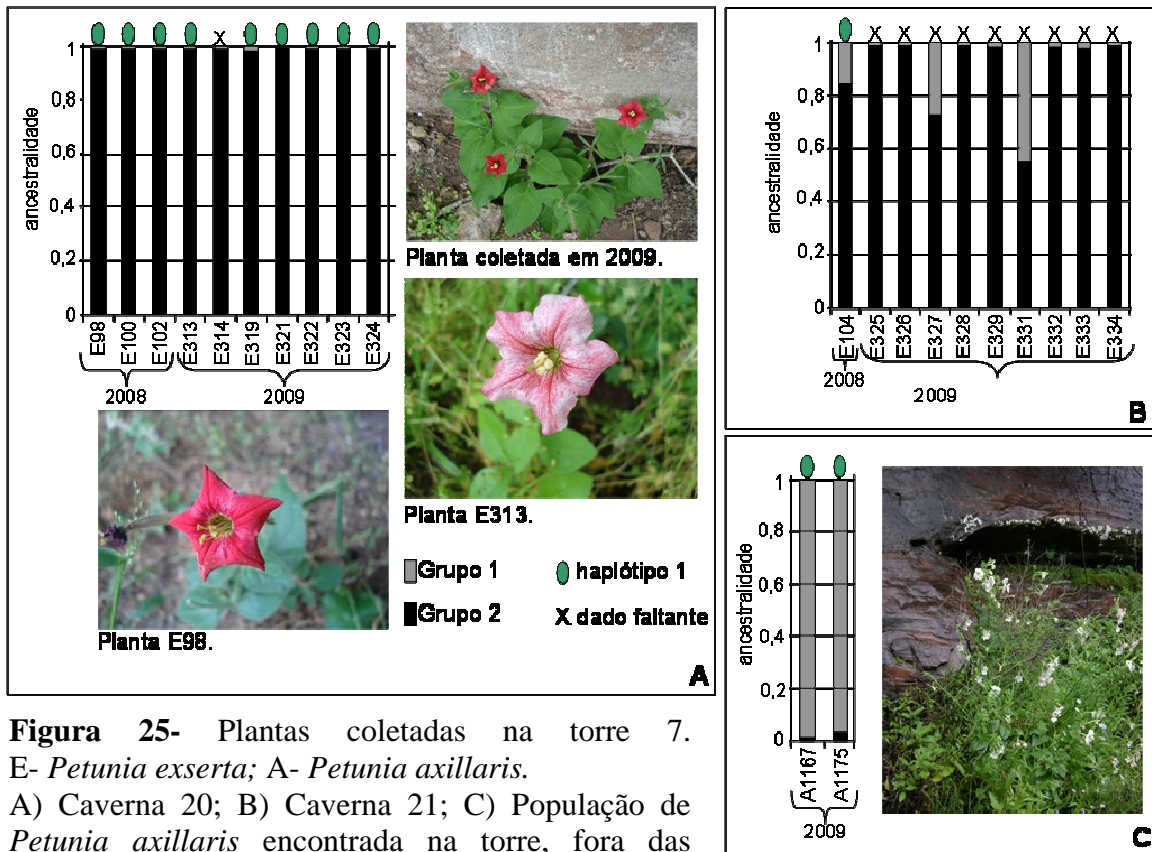 1
0,8
0,6
0,4
0,2
0
ancestralidade
X
E98
E100
E102
E313
E314
E319
E321
E322
E323
E324
2008
2009
Planta coletada em 2009.
Planta E313.
Planta E98.
Grupo 1
haplótipo 1
Grupo 2
X dado faltante
A
X X X X X X X X X
1
0,8
0,6
0,4
0,2
0
ancestralidade
E104
E325
E326
E327
E328
E329
E331
E332
E333
E334
2008
2009
B
1
0,8
0,6
0,4
0,2
0
ancestralidade
A1167
A1175
2009
C
Figura 25- Plantas coletadas na torre 7.
E- Petunia exserta; A- Petunia axillaris.
A) Caverna 20; B) Caverna 21; C) População de
Petunia axillaris encontrada na torre, fora das